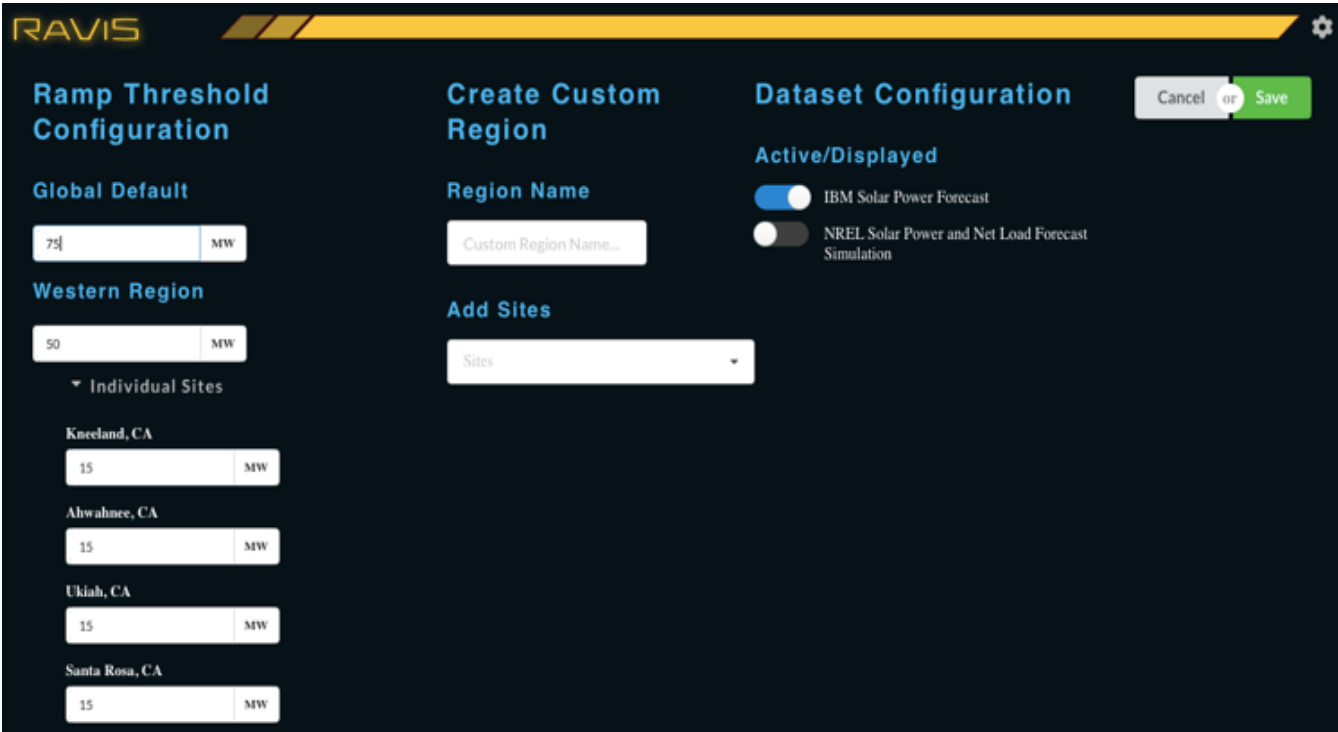 RAVIS
Ramp Threshold
Configuration
Global Default
75 MW
Western Region
50 MW
Individual Sites
Kneeland, CA
15 MW
Ahwahnee, CA
15 MW
Ukiah, CA
15 MW
Santa Rosa, CA
15 MW
Create Custom
Region
Region Name
Custom Region Name...
Add Sites
Sites
Dataset Configuration
Active/Displayed
IBM Solar Power Forecast
NREL Solar Power and Net Load Forecast
Simulation
Cancel or Save